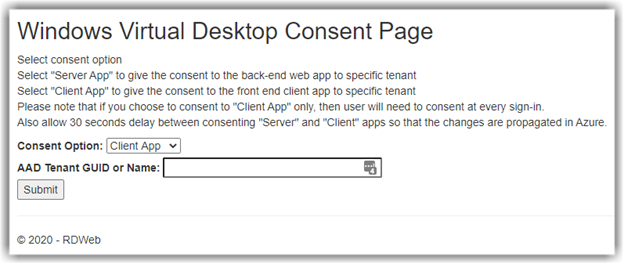 Windows Virtual Desktop Consent Page
Select consent option
Select "Server App" to give the consent to the back-end web app to specific tenant
Select "Client App" to give the consent to the front end client app to specific tenant
Please note that if you choose to consent to "Client App" only, then user will need to consent at every sign-in.
Also allow 30 seconds delay between consenting "Server" and "Client" apps so that the changes are propagated in Azure.
Consent Option: Client App
AAD Tenant GUID or Name:
Submit
© 2020 - RDWeb